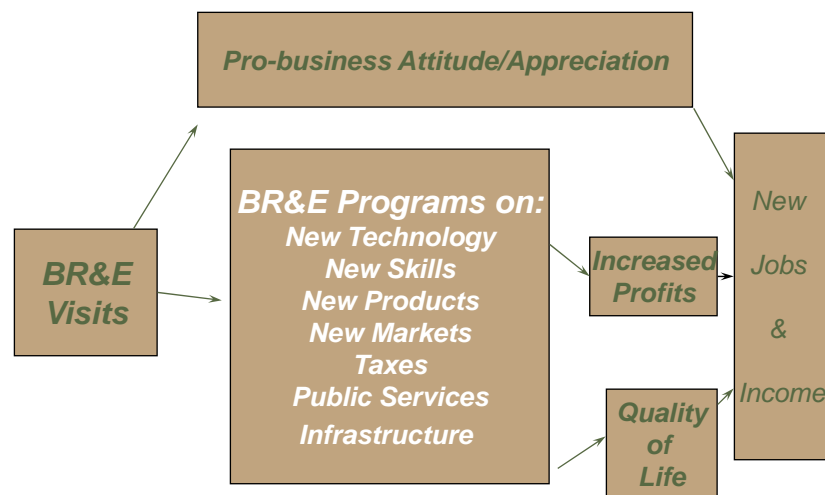 Pro-business Attitude/Appreciation
BR&E
Visits
BR&E Programs on:
New Technology
New Skills
New Products
New Markets
Taxes
Public Services
Infrastructure
Increased
Profits
Quality
of
Life
New
Jobs
&
Income